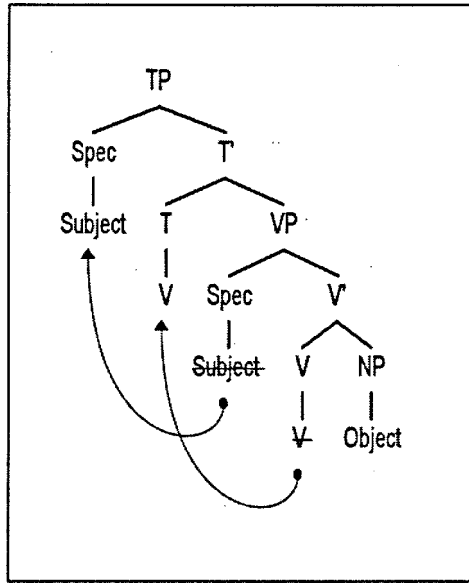 TP
Spec T'
Subject T VP
V Spec V'
Subject V NP
V Object